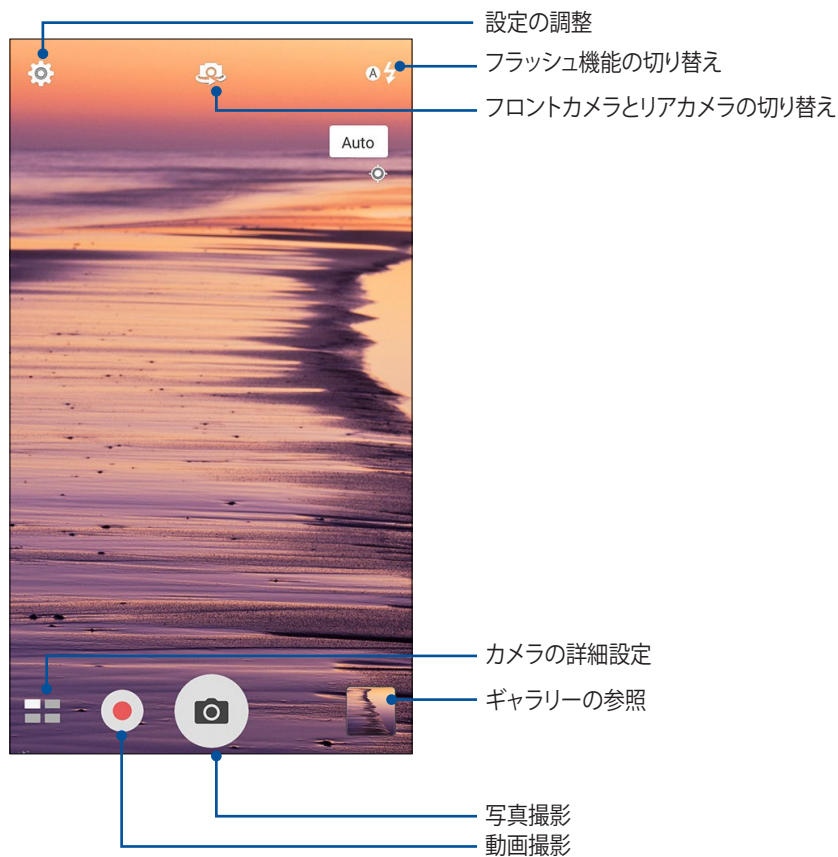 設定の調整
フラッシュ機能の切り替え
A
フロントカメラとリアカメラの切り替え
Auto
カメラの詳細設定
ギャラリーの参照
写真撮影
動画撮影